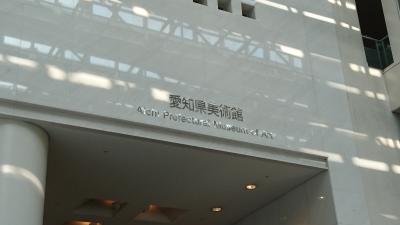 愛知県美術館
Aichi Prefectural Museum of Art